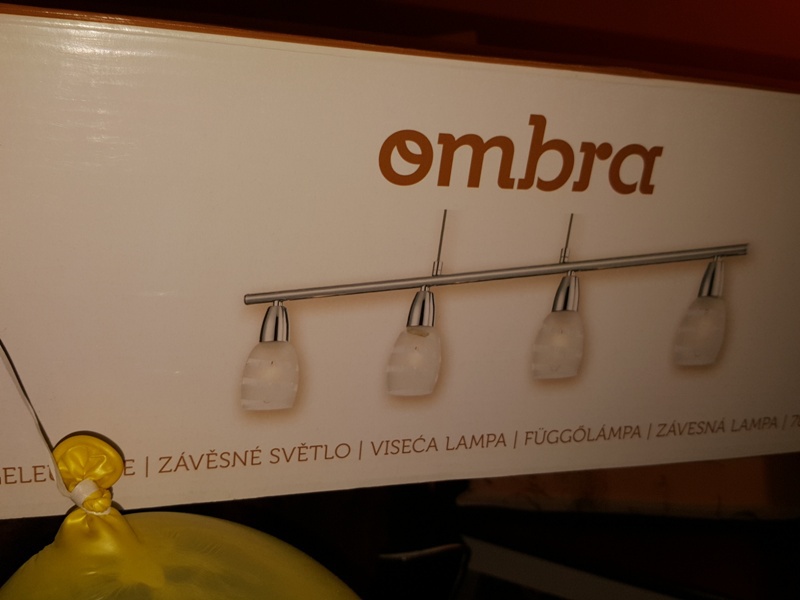 ombra
ZÁVĚSNÉ SVĚTLO | VISEĆA LAMPA | FÜGGŐLÁMPA | ZÁVESNÁ LAMPA |